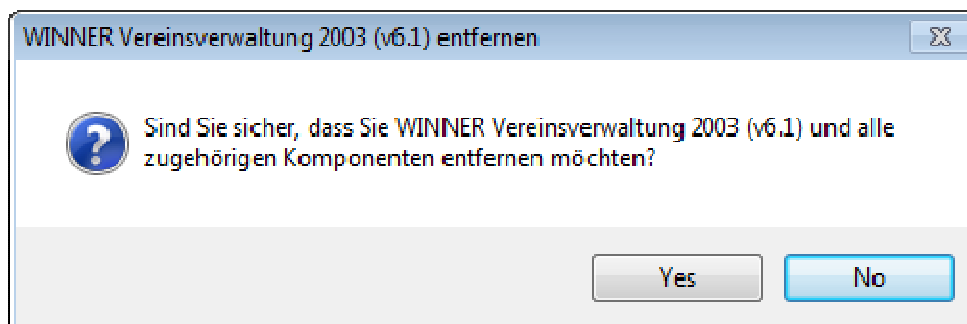 WINNER Vereinsverwaltung 2003 (v6.1) entfernen
Sind Sie sicher, dass Sie WINNER Vereinsverwaltung 2003 (v6.1) und alle
zugehörigen Komponenten entfernen möchten?
Yes No